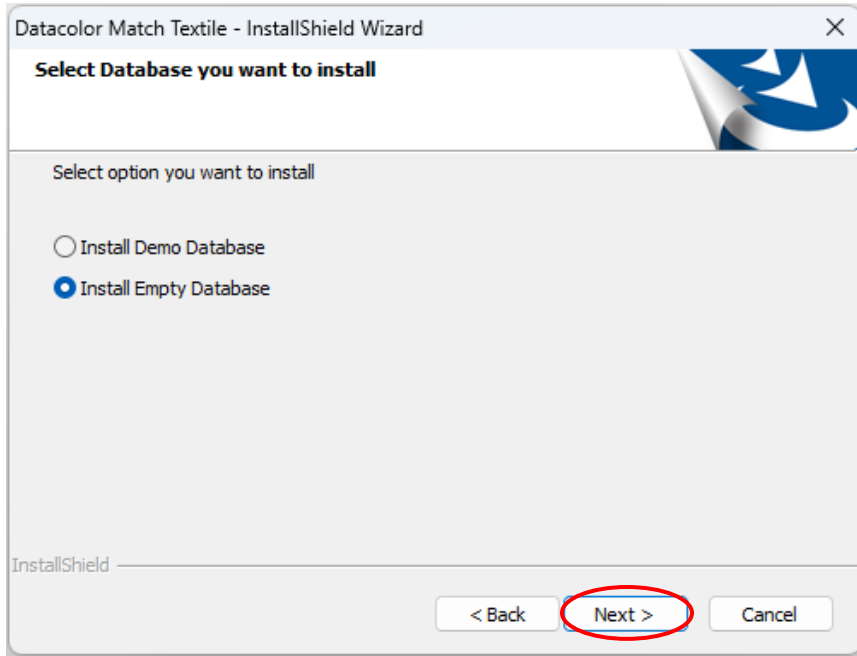 Datacolor Match Textile - InstallShield Wizard
Select Database you want to install
Select option you want to install
Install Demo Database
Install Empty Database
InstallShield
< Back
Next >
Cancel